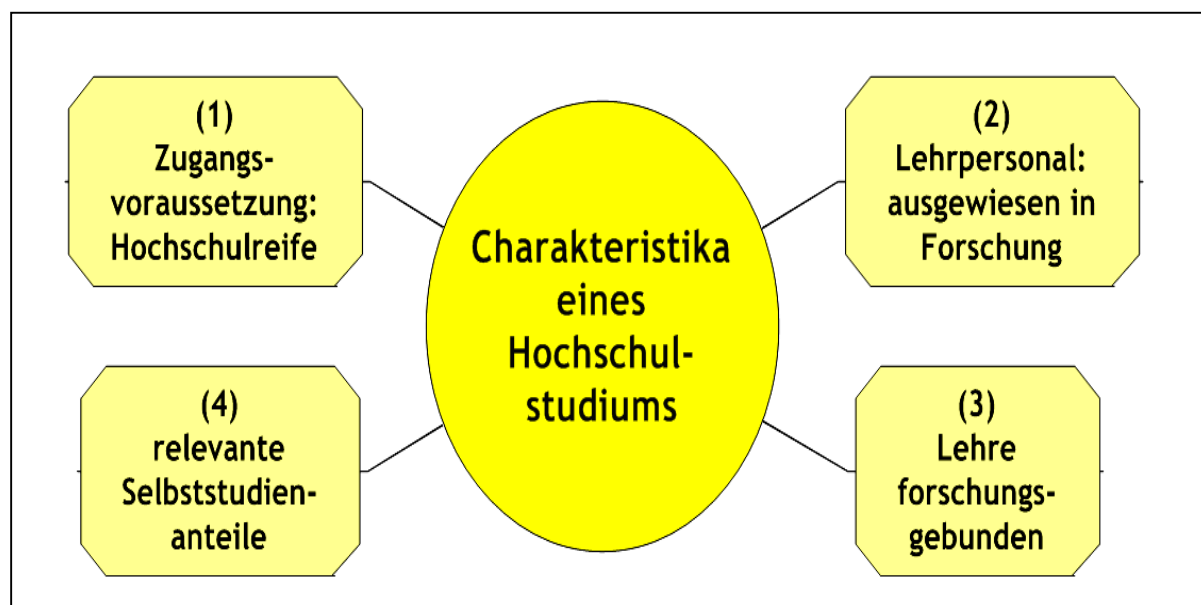 (1)
Zugangs-
voraussetzung:
Hochschulreife
(2)
Lehrpersonal:
ausgewiesen in
Forschung
Charakteristika
eines
Hochschul-
studiums
(4)
relevante
Selbststudien-
anteile
(3)
Lehre
forschungs-
gebunden